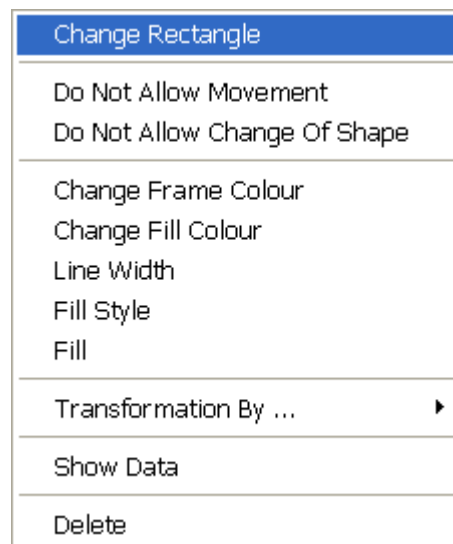 Change Rectangle
Do Not Allow Movement
Do Not Allow Change Of Shape
Change Frame Colour
Change Fill Colour
Line Width
Fill Style
Fill
Transformation By ...
Show Data
Delete